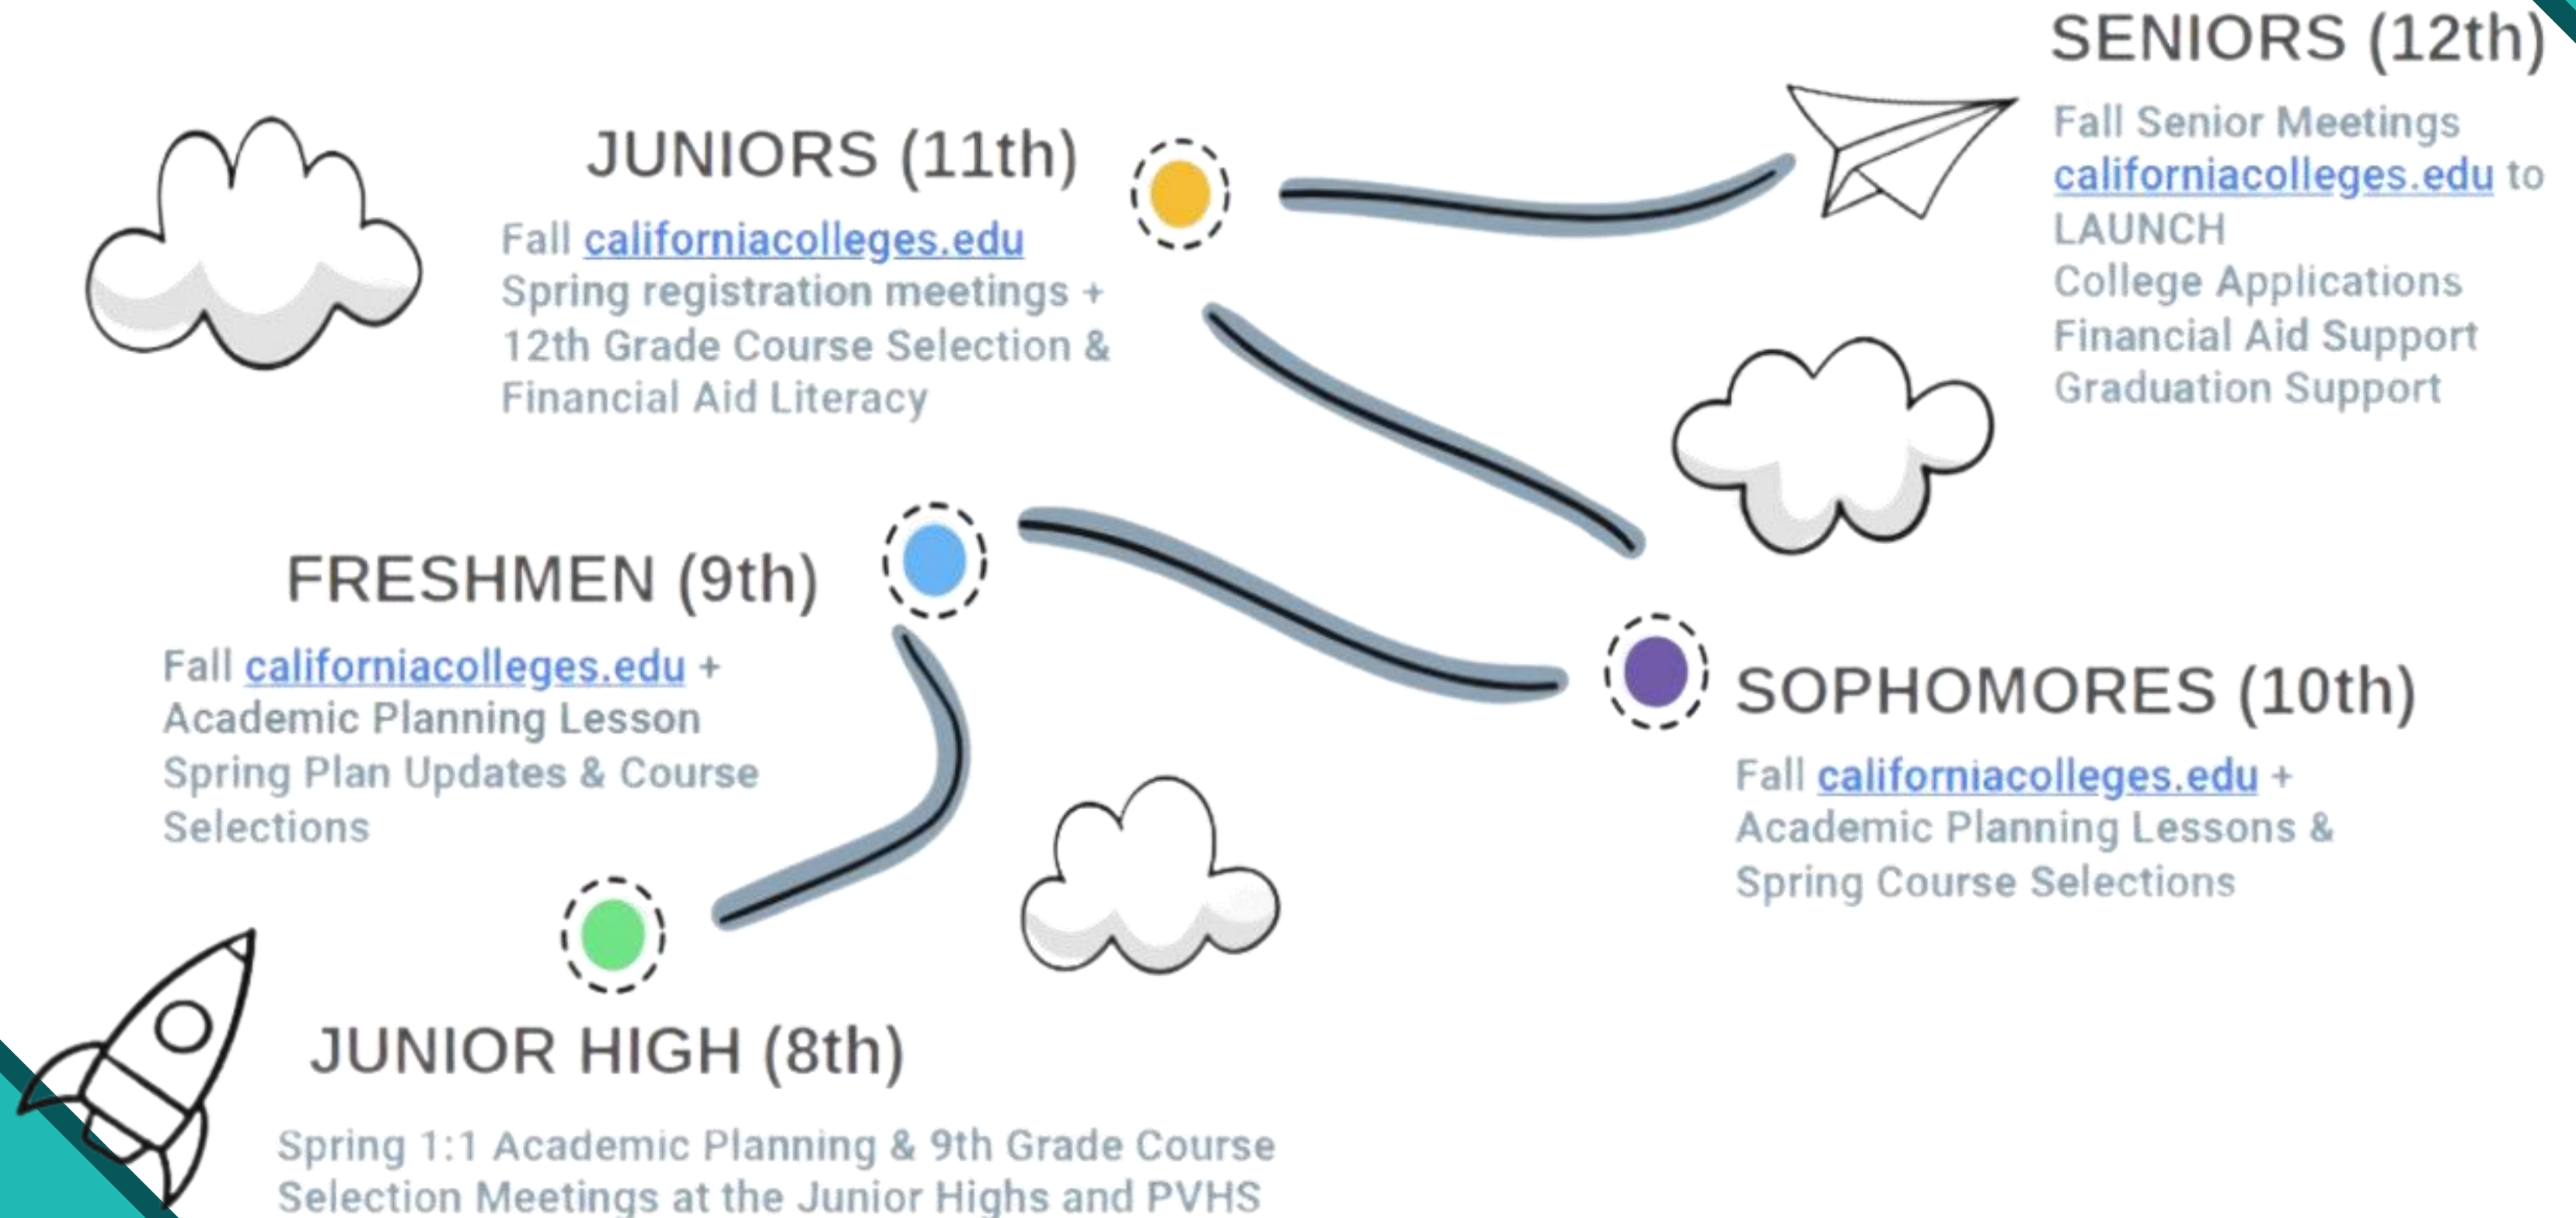 SENIORS (12th)
Fall Senior Meetings
californiacolleges.edu to
LAUNCH
College Applications
Financial Aid Support
Graduation Support
JUNIORS (11th)
Fall californiacolleges.edu
Spring registration meetings +
12th Grade Course Selection &
Financial Aid Literacy
FRESHMEN (9th)
Fall californiacolleges.edu +
Academic Planning Lesson
Spring Plan Updates & Course
Selections
SOPHOMORES (10th)
Fall californiacolleges.edu +
Academic Planning Lessons &
Spring Course Selections
JUNIOR HIGH (8th)
Spring 1:1 Academic Planning & 9th Grade Course
Selection Meetings at the Junior Highs and PVHS